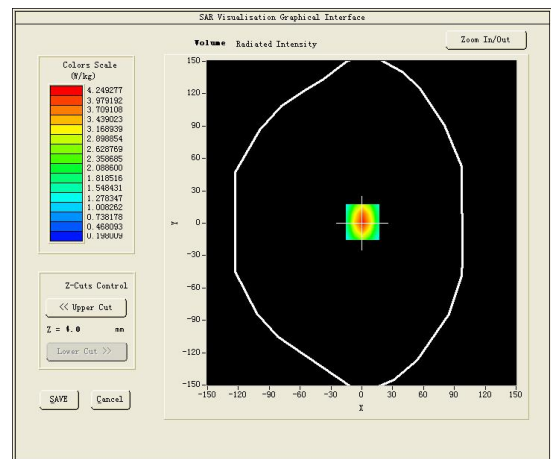 SAR Visualisation Graphical Interface
Volume Radiated Intensity
Zoom In/Out
Colors Scale
(W/kg)
4.249277
3.979192
3.709108
3.439023
3.168939
2.898854
2.628769
2.358685
2.088600
1.818516
1.548431
1.278347
1.008262
0.738178
0.468093
0.198009
Z-Cuts Control
<< Upper Cut
Z = 4.0 mm
Lower Cut >>
SAVE Cancel
150
120
90
60
30
0
-30
-60
-90
-120
-150
Y
-150 -120 -90 -60 -30 0 30 60 90 120 150
X